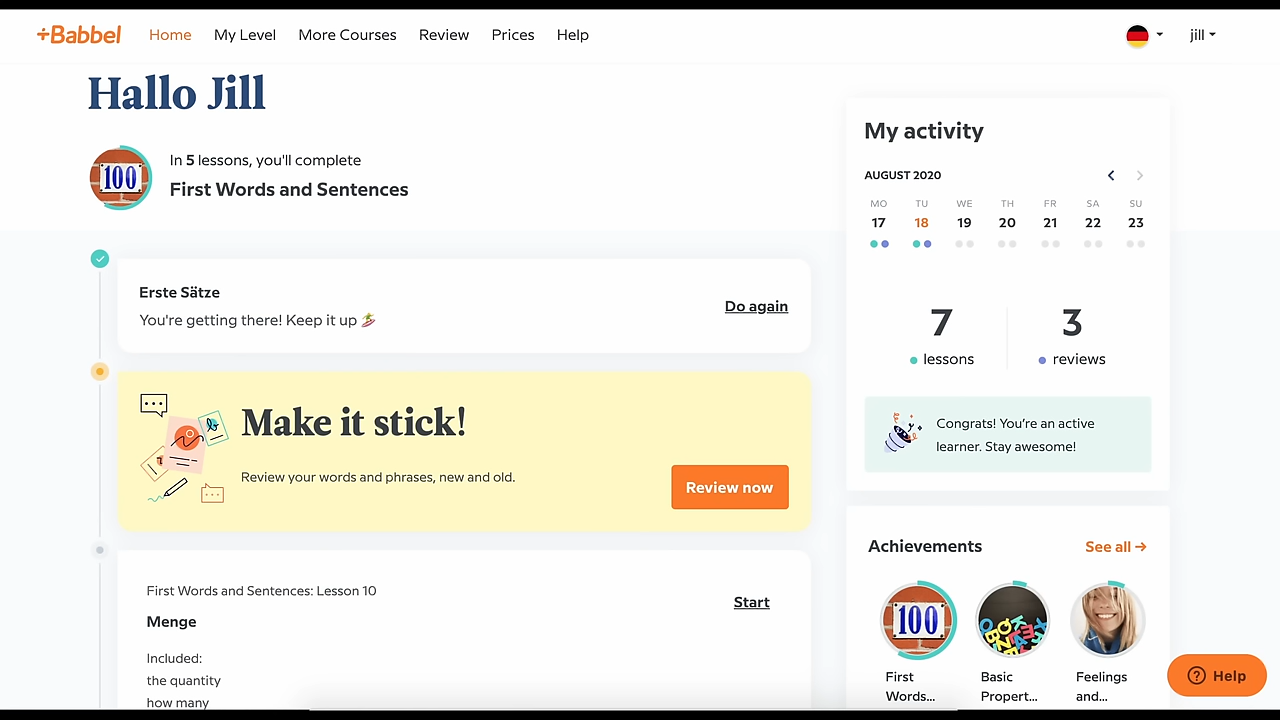 +Babbel
Home
My Level
More Courses
Review
Prices
Help
jill
Hallo Jill
100
In 5 lessons, you'll complete
First Words and Sentences
Erste Sätze
You're getting there! Keep it up
Do again
Make it stick!
Review your words and phrases, new and old.
Review now
First Words and Sentences: Lesson 10
Menge
Start
Included:
the quantity
how many
My activity
AUGUST 2020
MO TU WE TH FR SA SU
17 18 19 20 21 22 23
7
lessons
3
reviews
Congrats! You're an active
learner. Stay awesome!
Achievements
See all →
100
First
Words...
Basic
Propert...
Feelings
and...
Help